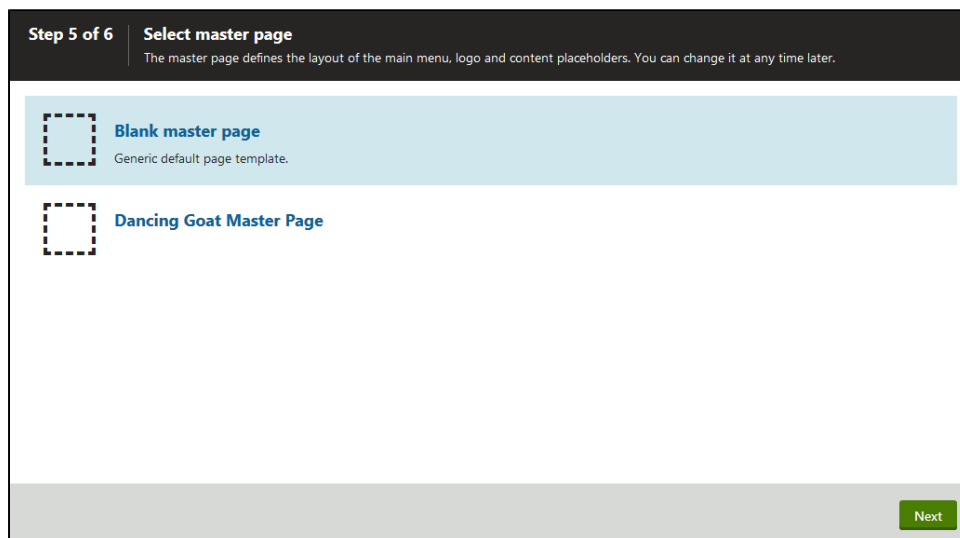 Step 5 of 6
Select master page
The master page defines the layout of the main menu, logo and content placeholders. You can change it at any time later.
Blank master page
Generic default page template.
Dancing Goat Master Page
Next